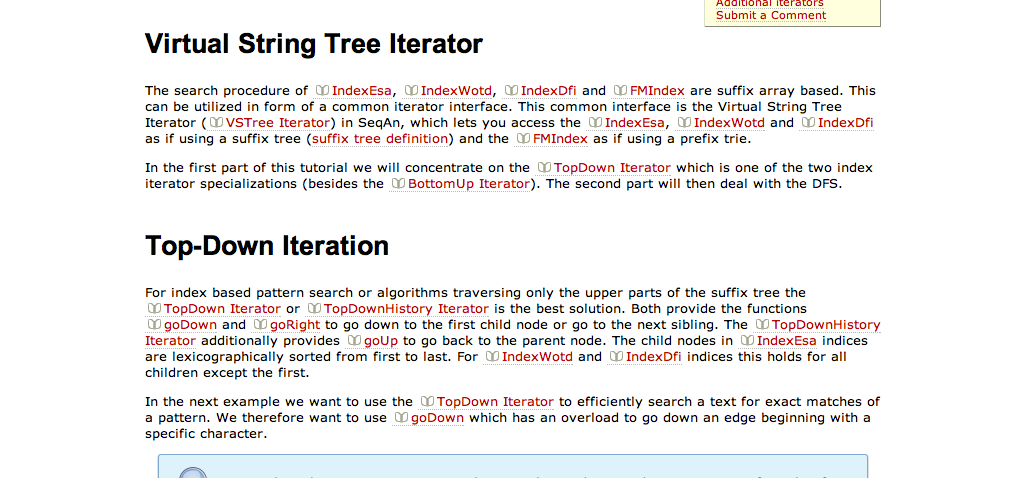 Additional iterators
Submit a Comment
Virtual String Tree Iterator
The search procedure of IndexEsa, IndexWotd, IndexDfi and FMIndex are suffix array based. This
can be utilized in form of a common iterator interface. This common interface is the Virtual String Tree
Iterator (VSTree Iterator) in SeqAn, which lets you access the IndexEsa, IndexWotd and IndexDfi
as if using a suffix tree (suffix tree definition) and the FMIndex as if using a prefix trie.
In the first part of this tutorial we will concentrate on the TopDown Iterator which is one of the two index
iterator specializations (besides the BottomUp Iterator). The second part will then deal with the DFS.
Top-Down Iteration
For index based pattern search or algorithms traversing only the upper parts of the suffix tree the
TopDown Iterator or TopDownHistory Iterator is the best solution. Both provide the functions
goDown and goRight to go down to the first child node or go to the next sibling. The TopDownHistory
Iterator additionally provides goUp to go back to the parent node. The child nodes in IndexEsa indices
are lexicographically sorted from first to last. For IndexWotd and IndexDfi indices this holds for all
children except the first.
In the next example we want to use the TopDown Iterator to efficiently search a text for exact matches of
a pattern. We therefore want to use goDown which has an overload to go down an edge beginning with a
specific character.